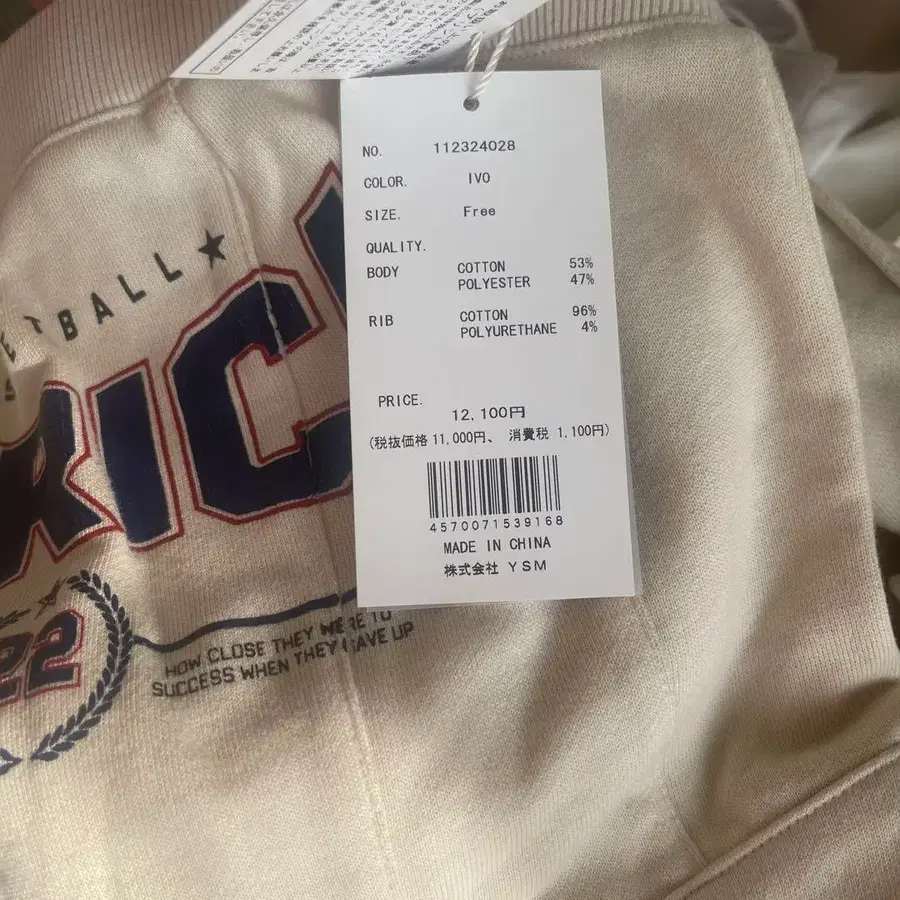 NO. 112324028
COLOR. IVO
SIZE. Free
QUALITY.
BODY COTTON 53%
POLYESTER 47%
RIB COTTON 96%
POLYURETHANE 4%
PRICE.
12,100円
(税抜価格 11,000円、 消費税 1,100円)
4570071539168
MADE IN CHINA
株式会社 YSM
ETBALL★
RICK
22
HOW CLOSE THEY WERE TO
SUCCESS WHEN THEY GAVE UP